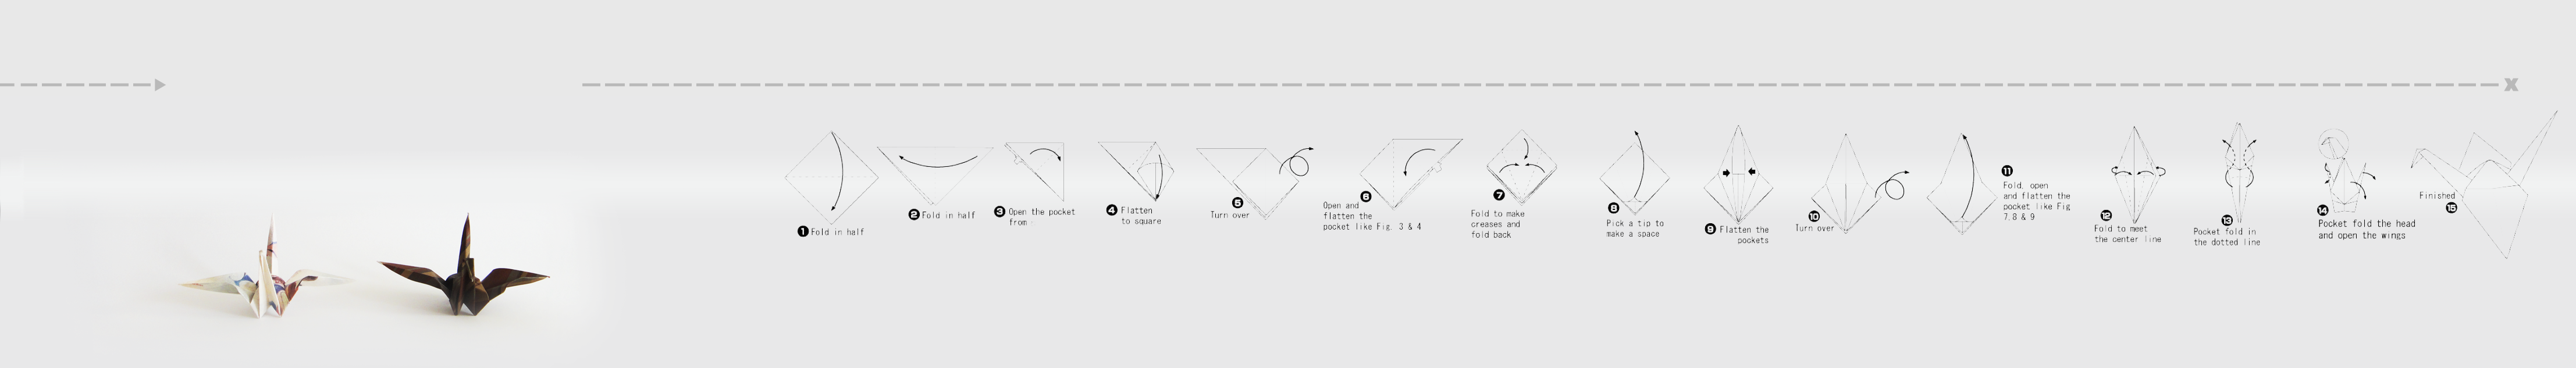 1 Fold in half
2 Fold in half
3 Open the pocket
from
4 Flatten
to square
5
Turn over
6
Open and
flatten the
pocket like Fig. 3 & 4
7
Fold to make
creases and
fold back
8
Pick a tip to
make a space
9 Flatten the
pockets
10
Turn over
11
Fold, open
and flatten the
pocket like Fig
7.8 & 9
12
Fold to meet
the center line
13
Pocket fold in
the dotted line
14
Pocket fold the head
and open the wings
Finished
15